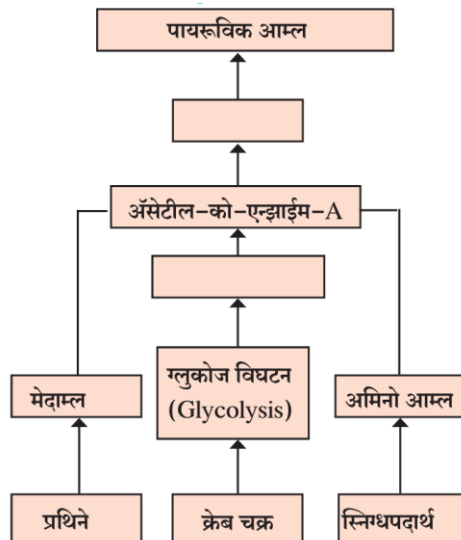 पायरूविक आम्ल
ॲसेटील-को-एन्झाईम-A
मेदाम्ल
ग्लुकोज विघटन
(Glycolysis)
अमिनो आम्ल
प्रथिने
क्रेब चक्र
स्निग्धपदार्थ